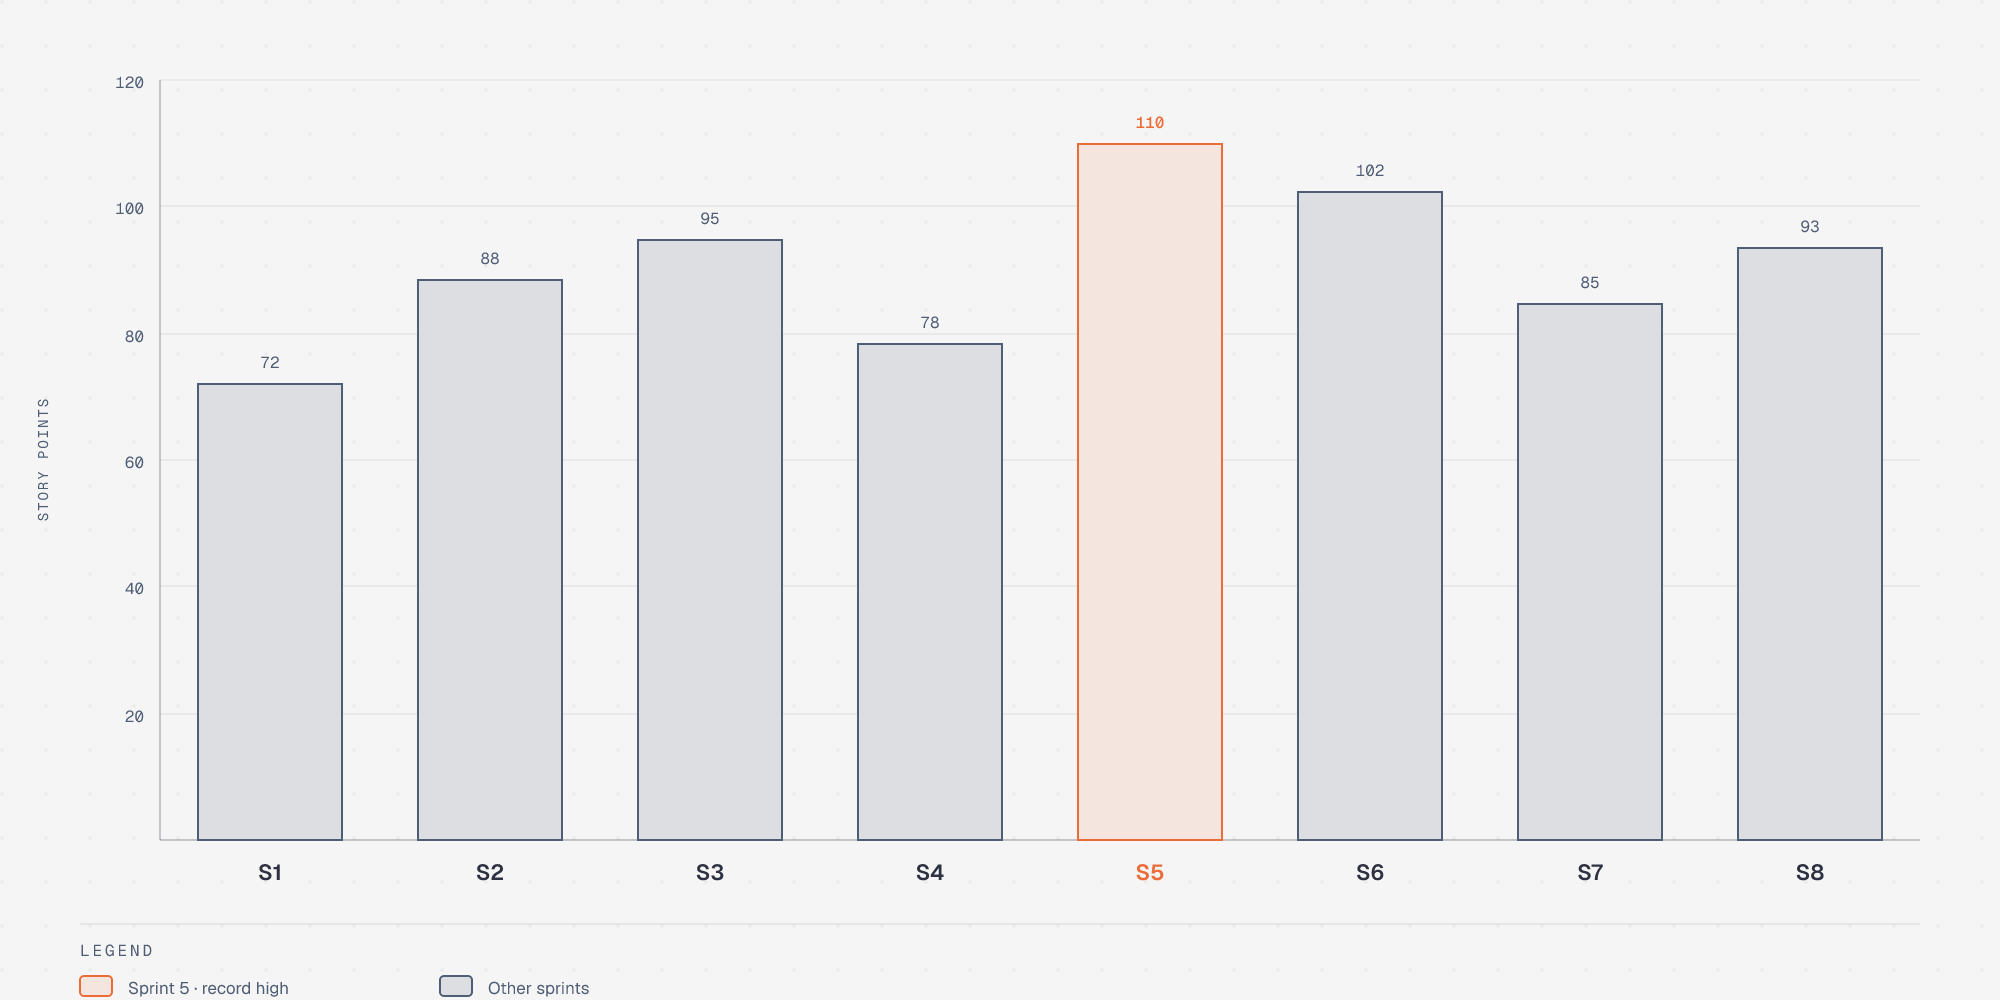 120
100
80
60
40
20
STORY POINTS
72
88
95
78
110
102
85
93
S1
S2
S3
S4
S5
S6
S7
S8
LEGEND
Sprint 5 · record high
Other sprints